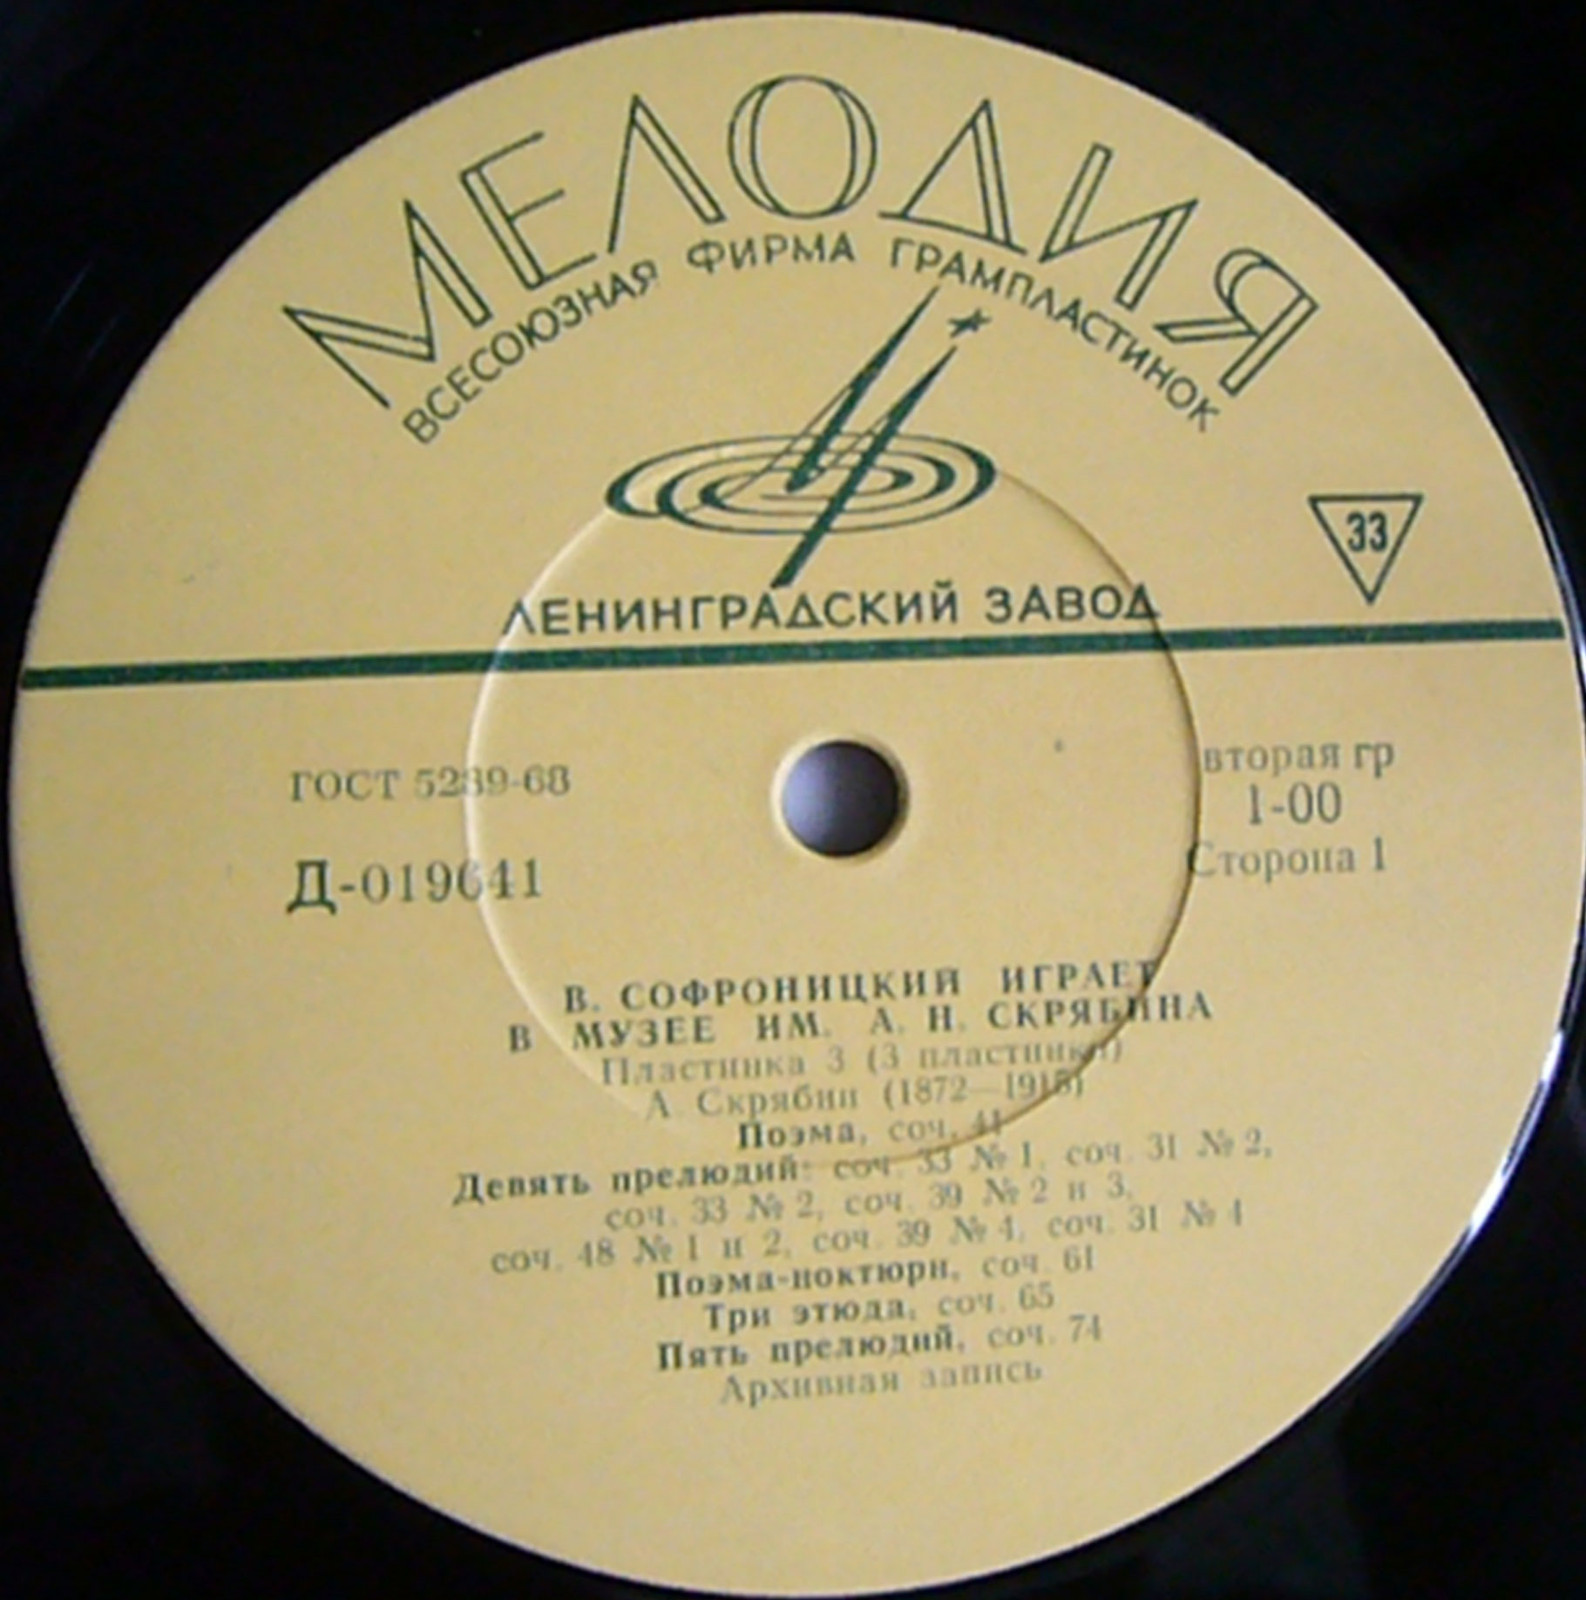 МЕЛОДИЯ
ВСЕСОЮЗНАЯ ФИРМА ГРАМПЛАСТИНОК
33
ЛЕНИНГРАДСКИЙ ЗАВОД
ГОСТ 5289-68
вторая гр
1-00
Д-019641
Сторона 1
В. СОФРОНИЦКИЙ ИГРАЕТ
В МУЗЕЕ ИМ. А. Н. СКРЯБИНА
Пластинка 3 (3 пластинки)
А. Скрябин (1872—1915)
Поэма, соч. 41
Девять прелюдий: соч. 33 № 1, соч. 31 № 2,
соч. 33 № 2, соч. 39 № 2 и 3,
соч. 48 № 1 и 2, соч. 39 № 4, соч. 31 № 4
Поэма-ноктюрн, соч. 61
Три этюда, соч. 65
Пять прелюдий, соч. 74
Архивная запись